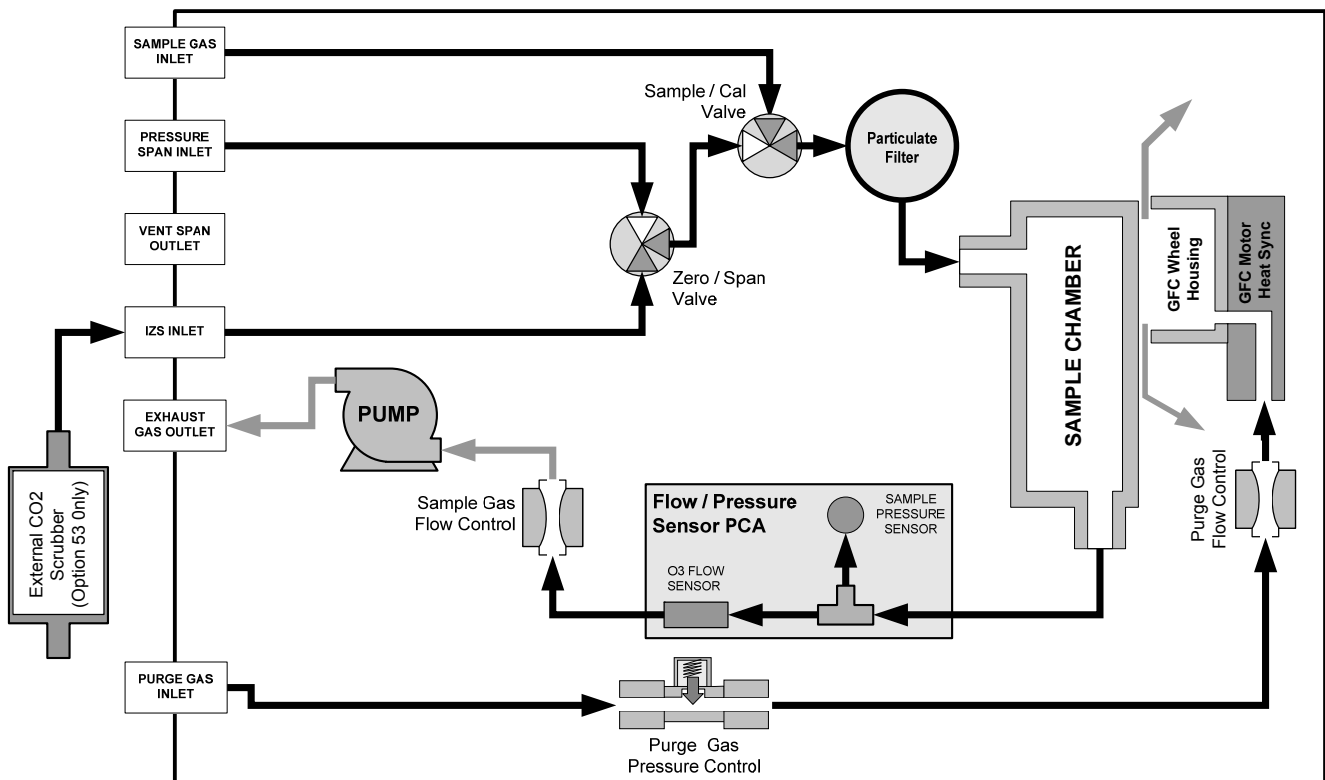 SAMPLE GAS
INLET
Sample / Cal
Valve
PRESSURE
SPAN INLET
Particulate
Filter
VENT SPAN
OUTLET
Zero / Span
Valve
IZS INLET
SAMPLE CHAMBER
GFC Wheel
Housing
GFC Motor
Heat Sync
EXHAUST
GAS OUTLET
PUMP
External CO2
Scrubber
(Option 53 0nly)
Sample Gas
Flow Control
Flow / Pressure
Sensor PCA
SAMPLE
PRESSURE
SENSOR
O3 FLOW
SENSOR
Purge Gas
Flow Control
PURGE GAS
INLET
Purge Gas
Pressure Control